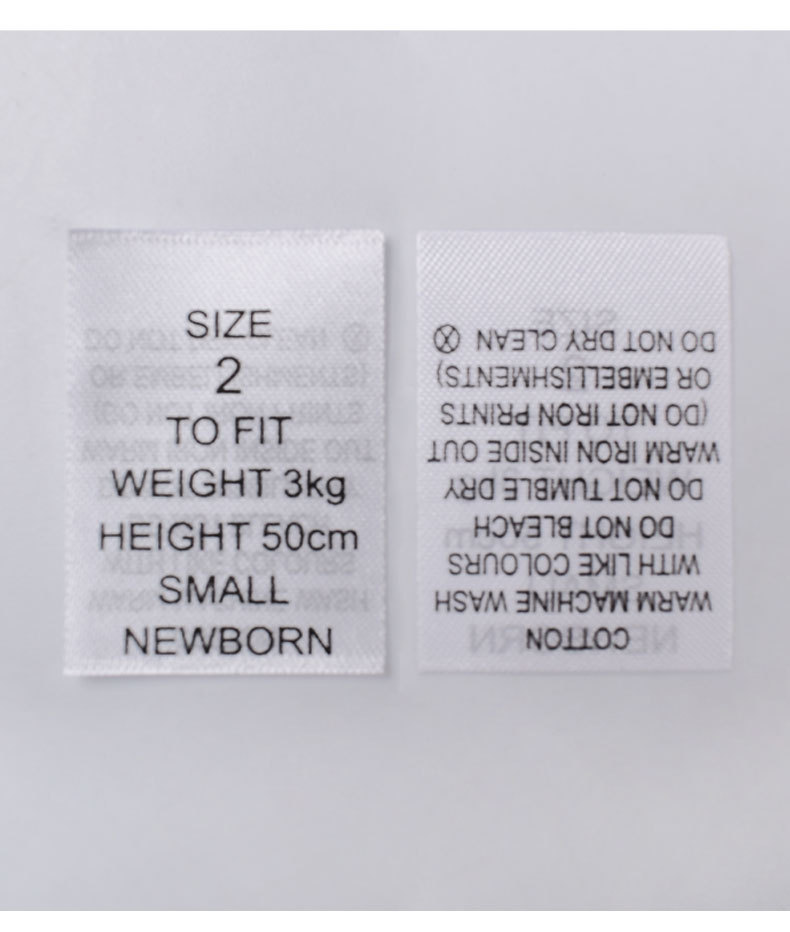 SIZE
2
TO FIT
WEIGHT 3kg
HEIGHT 50cm
SMALL
NEWBORN
COTTON
WARM MACHINE WASH
WITH LIKE COLOURS
DO NOT BLEACH
DO NOT TUMBLE DRY
WARM IRON INSIDE OUT
(DO NOT IRON PRINTS
OR EMBELLISHMENTS)
DO NOT DRY CLEAN Ⓧ